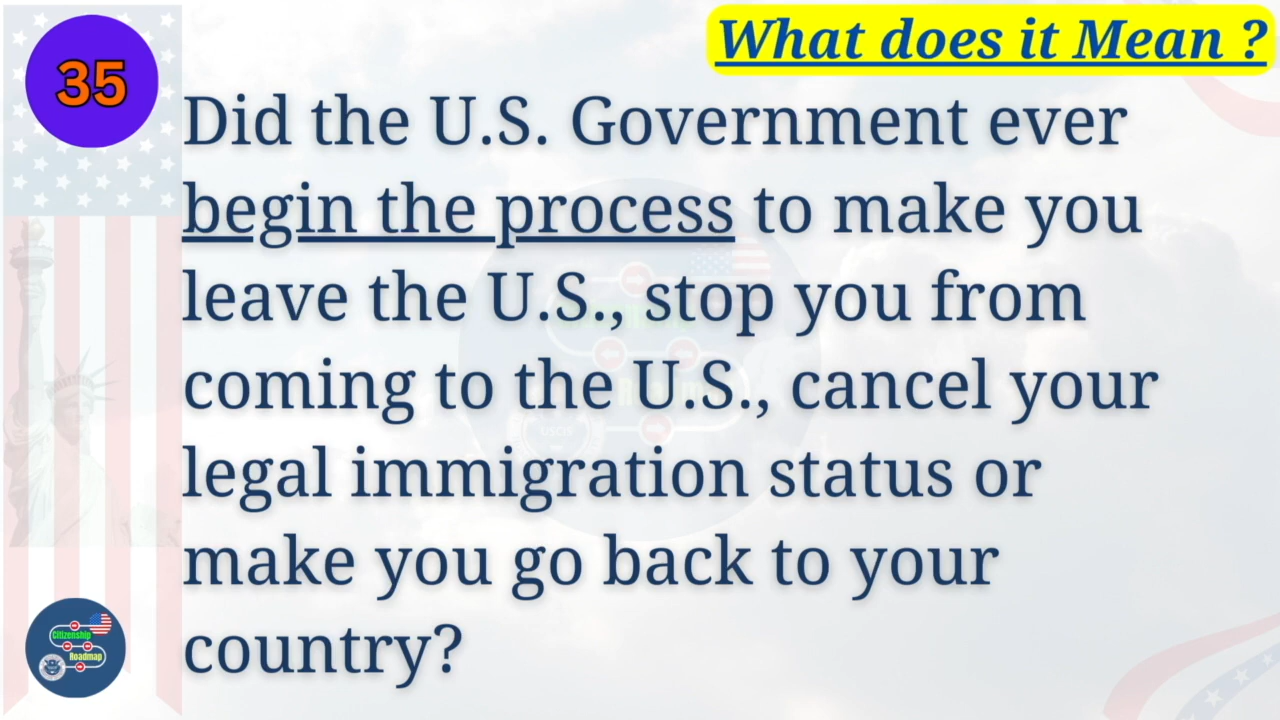 35
What does it Mean ?
Did the U.S. Government ever
begin the process to make you
leave the U.S., stop you from
coming to the U.S., cancel your
legal immigration status or
make you go back to your
country?
Citizenship
Roadmap